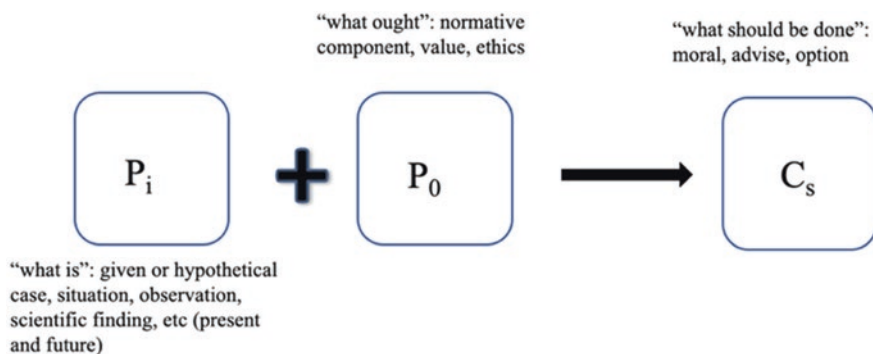 “what ought”: normative
component, value, ethics
“what should be done”:
moral, advise, option
Pi
P0
Cs
“what is”: given or hypothetical
case, situation, observation,
scientific finding, etc (present
and future)